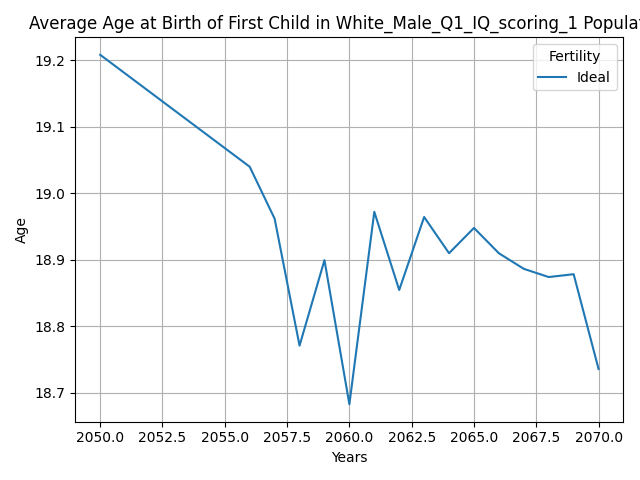 Average Age at Birth of First Child in White_Male_Q1_IQ_scoring_1
Fertility
Ideal
19.2
19.1
19.0
18.9
18.8
18.7
Age
2050.0 2052.5 2055.0 2057.5 2060.0 2062.5 2065.0 2067.5 2070.0
Years